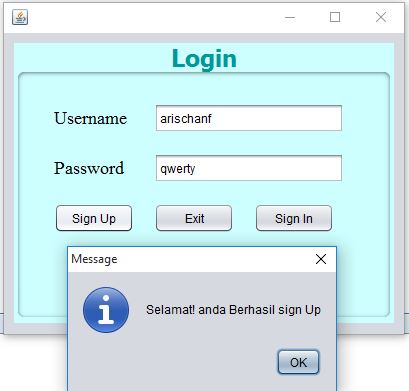 Login
Username arischanf
Password qwerty
Sign Up Exit Sign In
Message
Selamat! anda Berhasil sign Up
OK